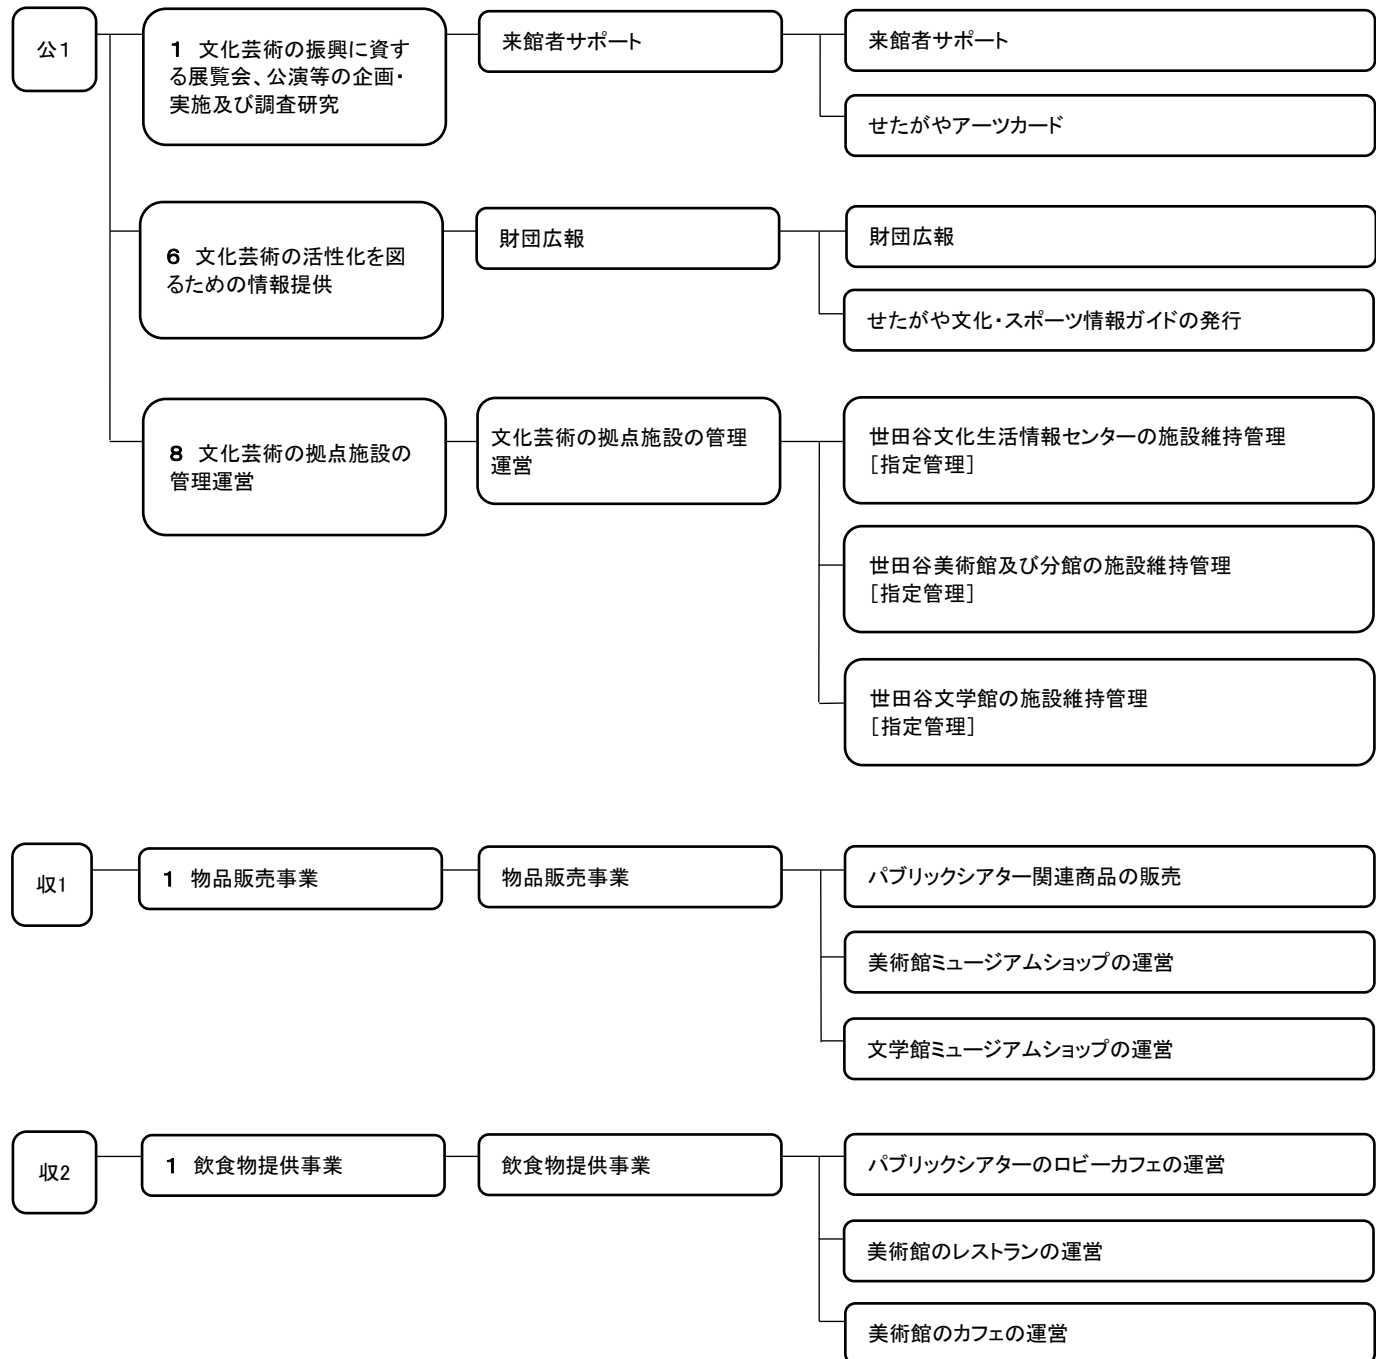 公1
1 文化芸術の振興に資す
る展覧会、公演等の企画・
実施及び調査研究
来館者サポート
来館者サポート
せたがやアーツカード
6 文化芸術の活性化を図
るための情報提供
財団広報
財団広報
せたがや文化・スポーツ情報ガイドの発行
8 文化芸術の拠点施設の
管理運営
文化芸術の拠点施設の管理
運営
世田谷文化生活情報センターの施設維持管理
[指定管理]
世田谷美術館及び分館の施設維持管理
[指定管理]
世田谷文学館の施設維持管理
[指定管理]
収1
1 物品販売事業
物品販売事業
パブリックシアター関連商品の販売
美術館ミュージアムショップの運営
文学館ミュージアムショップの運営
収2
1 飲食物提供事業
飲食物提供事業
パブリックシアターのロビーカフェの運営
美術館のレストランの運営
美術館のカフェの運営